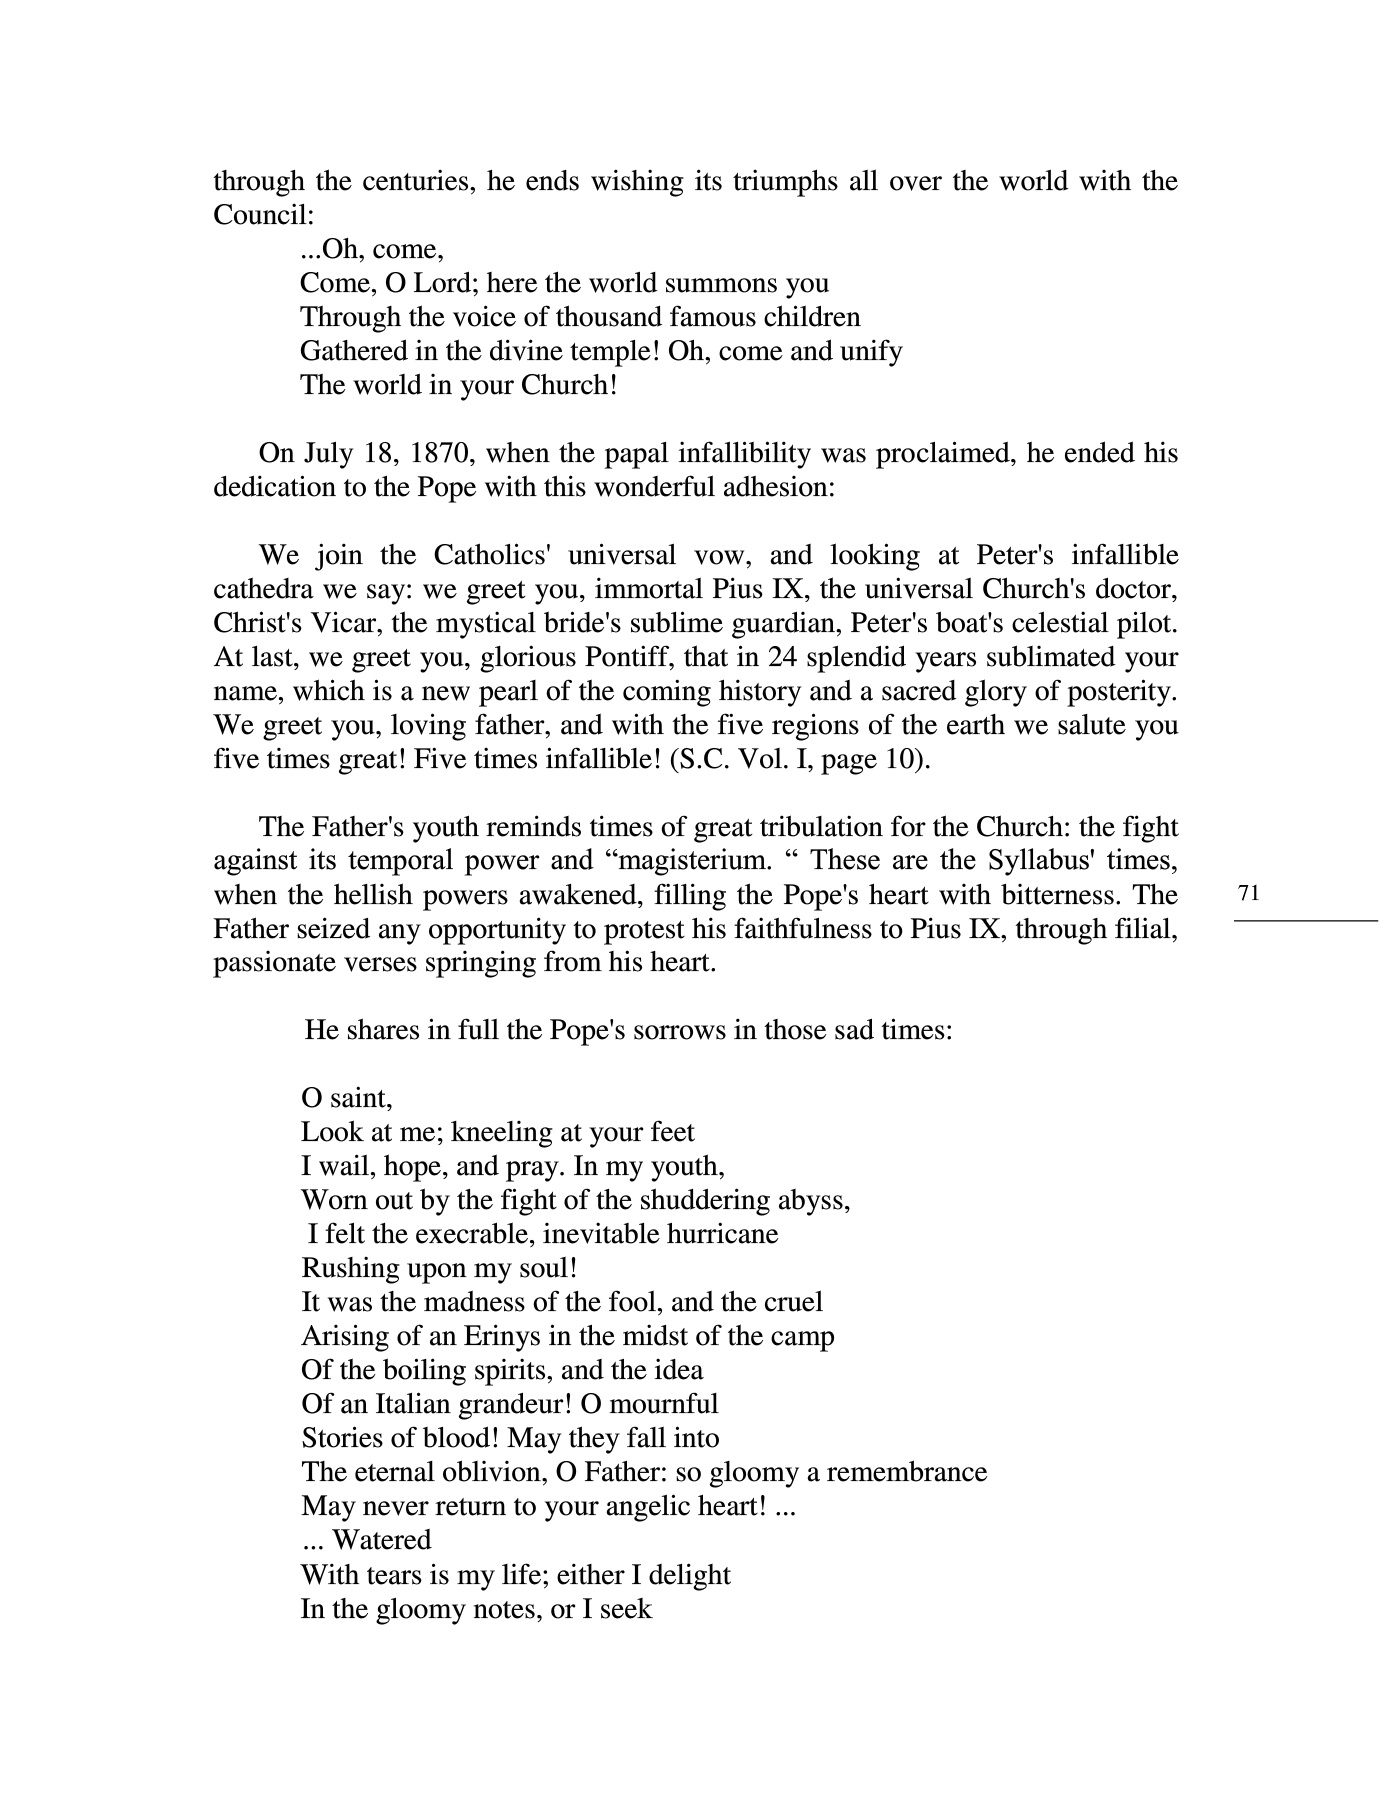 through the centuries, he ends wishing its triumphs all over the world with the
Council:
...Oh, come,
Come, O Lord; here the world summons you
Through the voice of thousand famous children
Gathered in the divine temple! Oh, come and unify
The world in your Church!
On July 18, 1870, when the papal infallibility was proclaimed, he ended his
dedication to the Pope with this wonderful adhesion:
We join the Catholics' universal vow, and looking at Peter's infallible
cathedra we say: we greet you, immortal Pius IX, the universal Church's doctor,
Christ's Vicar, the mystical bride's sublime guardian, Peter's boat's celestial pilot.
At last, we greet you, glorious Pontiff, that in 24 splendid years sublimated your
name, which is a new pearl of the coming history and a sacred glory of posterity.
We greet you, loving father, and with the five regions of the earth we salute you
five times great! Five times infallible! (S.C. Vol. I, page 10).
The Father's youth reminds times of great tribulation for the Church: the fight
against its temporal power and “magisterium. “ These are the Syllabus' times,
when the hellish powers awakened, filling the Pope's heart with bitterness. The
Father seized any opportunity to protest his faithfulness to Pius IX, through filial,
passionate verses springing from his heart.
71
He shares in full the Pope's sorrows in those sad times:
O saint,
Look at me; kneeling at your feet
I wail, hope, and pray. In my youth,
Worn out by the fight of the shuddering abyss,
I felt the execrable, inevitable hurricane
Rushing upon my soul!
It was the madness of the fool, and the cruel
Arising of an Erinys in the midst of the camp
Of the boiling spirits, and the idea
Of an Italian grandeur! O mournful
Stories of blood! May they fall into
The eternal oblivion, O Father: so gloomy a remembrance
May never return to your angelic heart! ...
... Watered
With tears is my life; either I delight
In the gloomy notes, or I seek